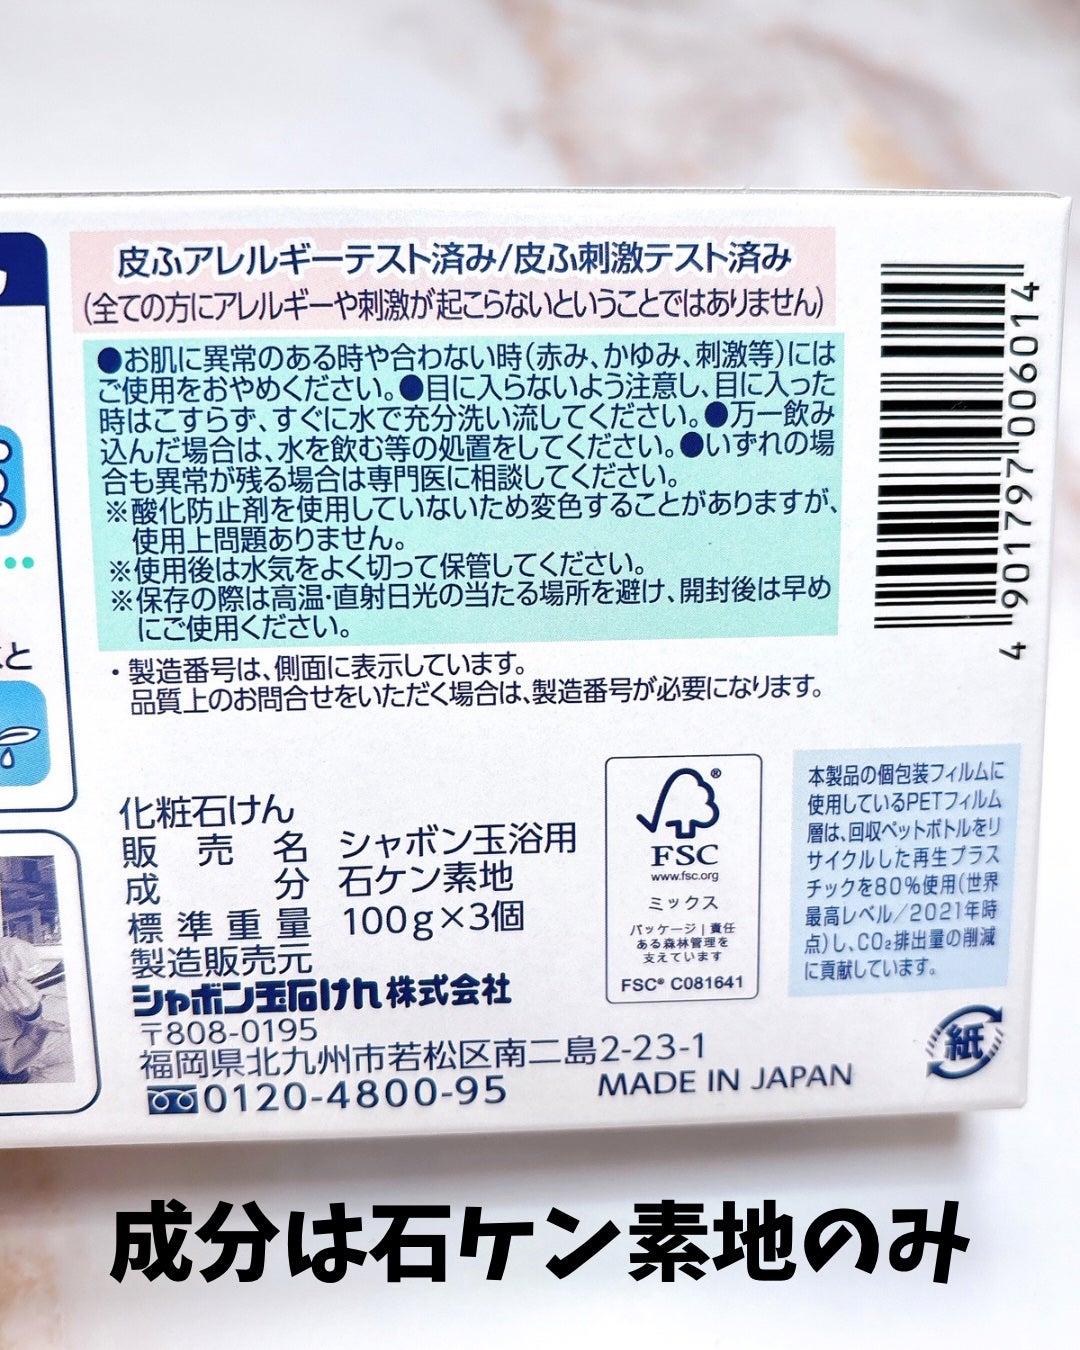 皮ふアレルギーテスト済み/皮ふ刺激テスト済み
(全ての方にアレルギーや刺激が起こらないということではありません)
●お肌に異常のある時や合わない時(赤み、かゆみ、刺激等)には
ご使用をおやめください。●目に入らないよう注意し、目に入った
時はこすらず、すぐに水で充分洗い流してください。●万一飲み
込んだ場合は、水を飲む等の処置をしてください。●いずれの場
合も異常が残る場合は専門医に相談してください。
※酸化防止剤を使用していないため変色することがありますが、
使用上問題ありません。
※使用後は水気をよく切って保管してください。
※保存の際は高温・直射日光の当たる場所を避け、開封後は早め
にご使用ください。
・製造番号は、側面に表示しています。
品質上のお問合せをいただく場合は、製造番号が必要になります。
と
化粧石けん
販売名 シャボン玉浴用
成分 石ケン素地
標準重量 100g×3個
製造販売元
シャボン玉石けん株式会社
〒808-0195
福岡県北九州市若松区南二島2-23-1
0120-4800-95
MADE IN JAPAN
FSC
www.fsc.org
ミックス
パッケージ|責任
ある森林管理を
支えています
FSC® C081641
本製品の個包装フィルムに
使用しているPETフィルム
層は、回収ペットボトルをリ
サイクルした再生プラス
チックを80%使用(世界
最高レベル/2021年時
点)し、CO₂排出量の削減
に貢献しています。
紙
4 901797 006014
成分は石ケン素地のみ